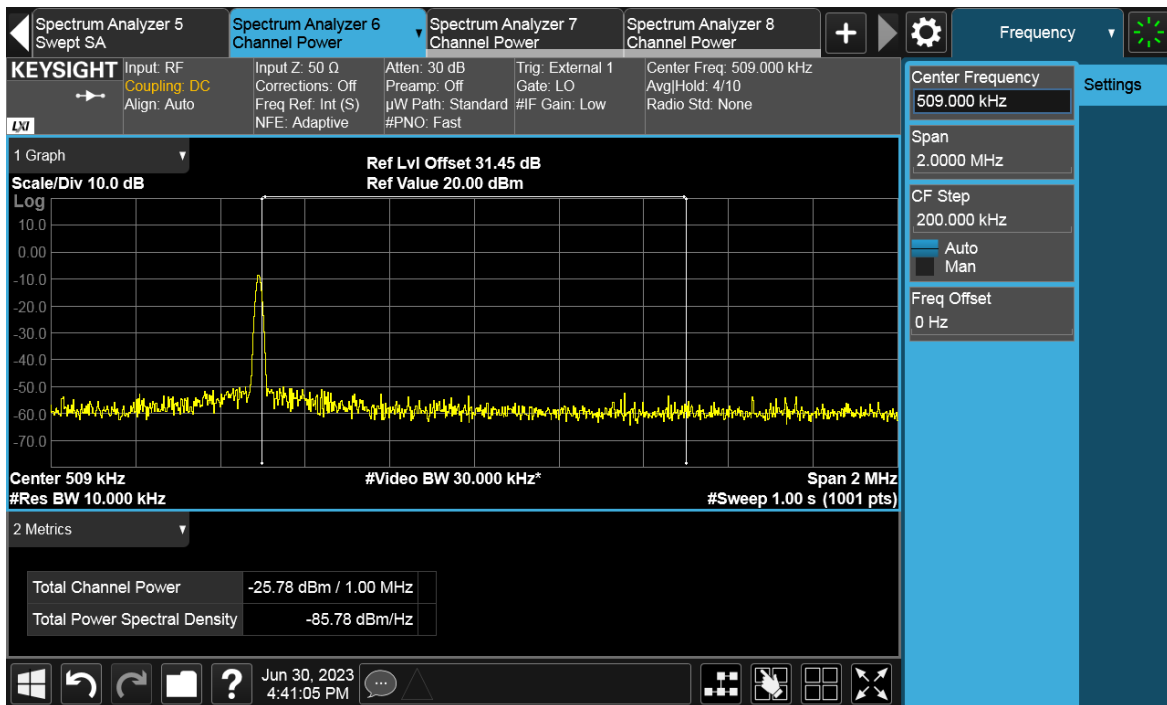 Spectrum Analyzer 5
Swept SA
Spectrum Analyzer 6
Channel Power
Spectrum Analyzer 7
Channel Power
Spectrum Analyzer 8
Channel Power
+
Frequency
KEYSIGHT
LXI
Input: RF
Coupling: DC
Align: Auto
Input Z: 50 Ω
Corrections: Off
Freq Ref: Int (S)
NFE: Adaptive
Atten: 30 dB
Preamp: Off
µW Path: Standard
#PNO: Fast
Trig: External 1
Gate: LO
#IF Gain: Low
Center Freq: 509.000 kHz
Avg|Hold: 4/10
Radio Std: None
Center Frequency
509.000 kHz
Settings
Span
2.0000 MHz
CF Step
200.000 kHz
Auto
Man
Freq Offset
0 Hz
1 Graph
Scale/Div 10.0 dB
Ref Lvl Offset 31.45 dB
Ref Value 20.00 dBm
Log
10.0
0.00
-10.0
-20.0
-30.0
-40.0
-50.0
-60.0
-70.0
Center 509 kHz
#Video BW 30.000 kHz*
Span 2 MHz
#Res BW 10.000 kHz
#Sweep 1.00 s (1001 pts)
2 Metrics
Total Channel Power -25.78 dBm / 1.00 MHz
Total Power Spectral Density -85.78 dBm/Hz
?
Jun 30, 2023
4:41:05 PM